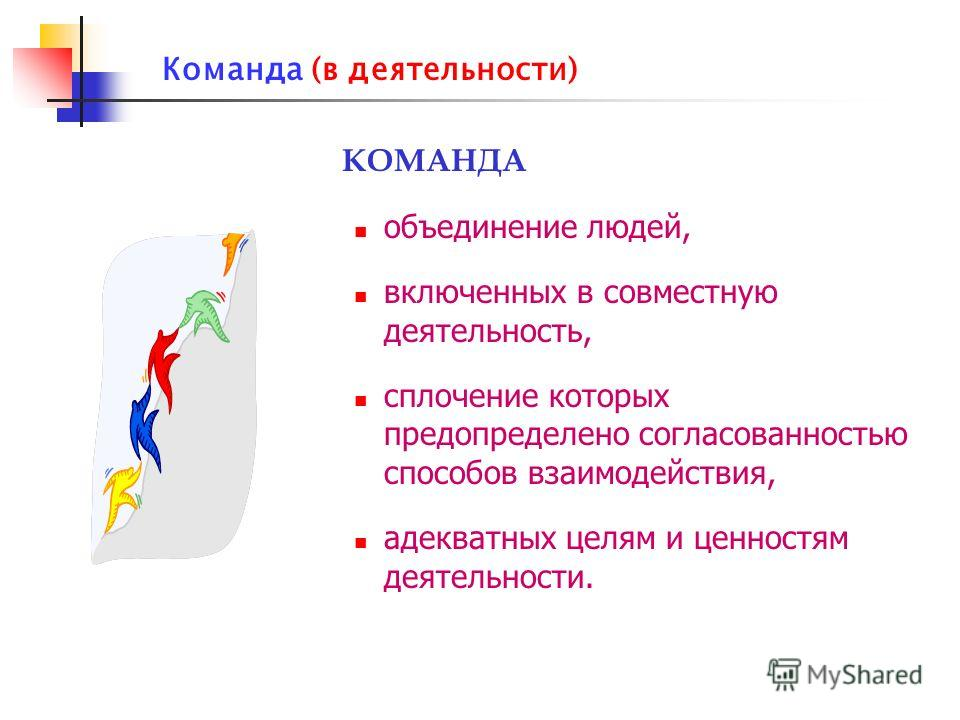 Команда (в деятельности)
КОМАНДА
объединение людей,
включенных в совместную
деятельность,
сплочение которых
предопределено согласованностью
способов взаимодействия,
адекватных целям и ценностям
деятельности.
MyShared